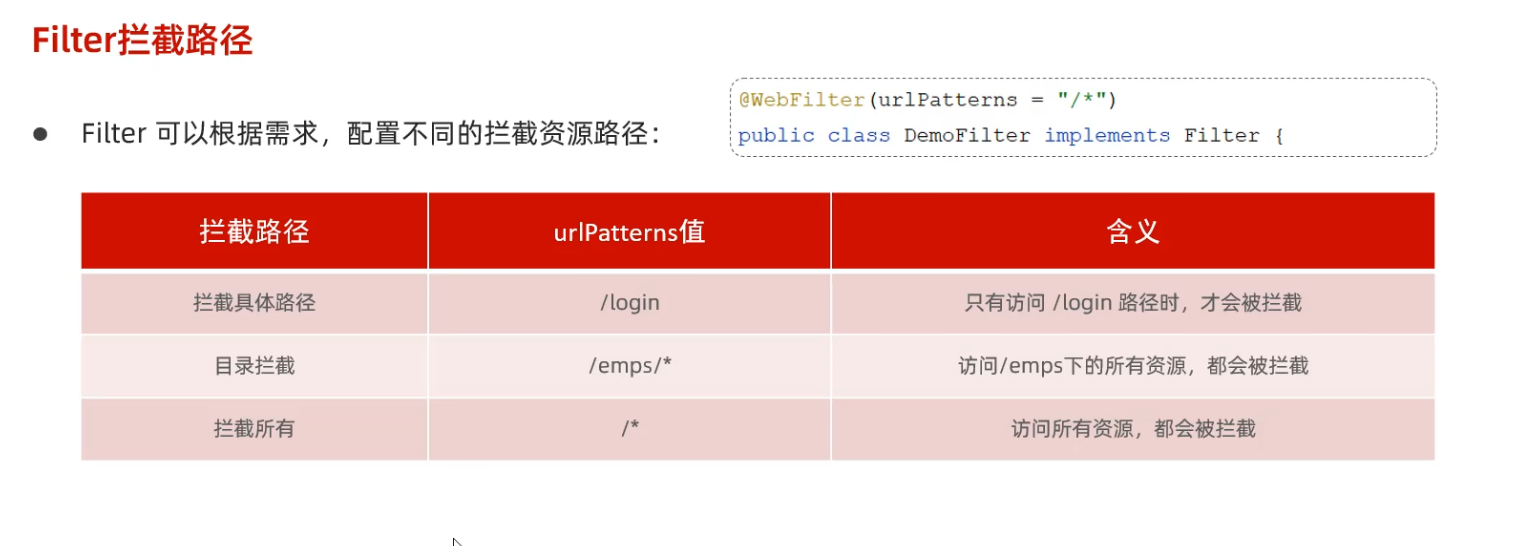 Filter拦截路径
@WebFilter(urlPatterns = "/*")
public class DemoFilter implements Filter {
● Filter 可以根据需求，配置不同的拦截资源路径：
拦截路径 urlPatterns值 含义
拦截具体路径 /login 只有访问 /login 路径时，才会被拦截
目录拦截 /emps/* 访问/emps下的所有资源，都会被拦截
拦截所有 /* 访问所有资源，都会被拦截